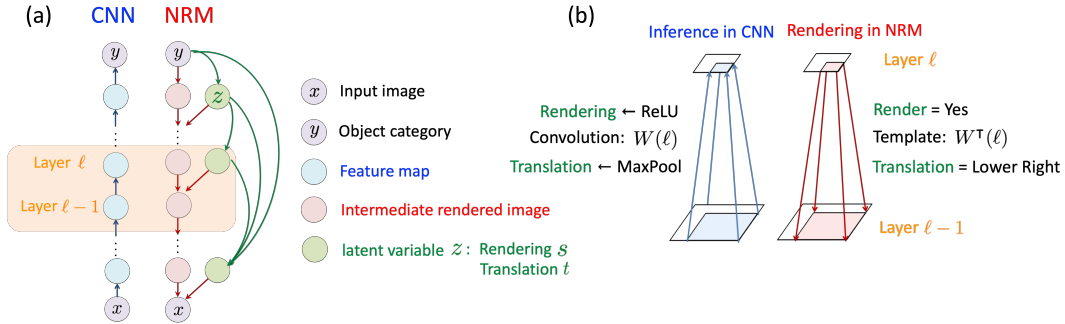 (a)
CNN
NRM
y
y
z
Layer ℓ
Layer ℓ − 1
x
x
x Input image
y Object category
Feature map
Intermediate rendered image
latent variable z : Rendering s
Translation t
(b)
Inference in CNN
Rendering in NRM
Layer ℓ
Rendering ← ReLU
Convolution: W(ℓ)
Translation ← MaxPool
Render = Yes
Template: W⊤(ℓ)
Translation = Lower Right
Layer ℓ − 1